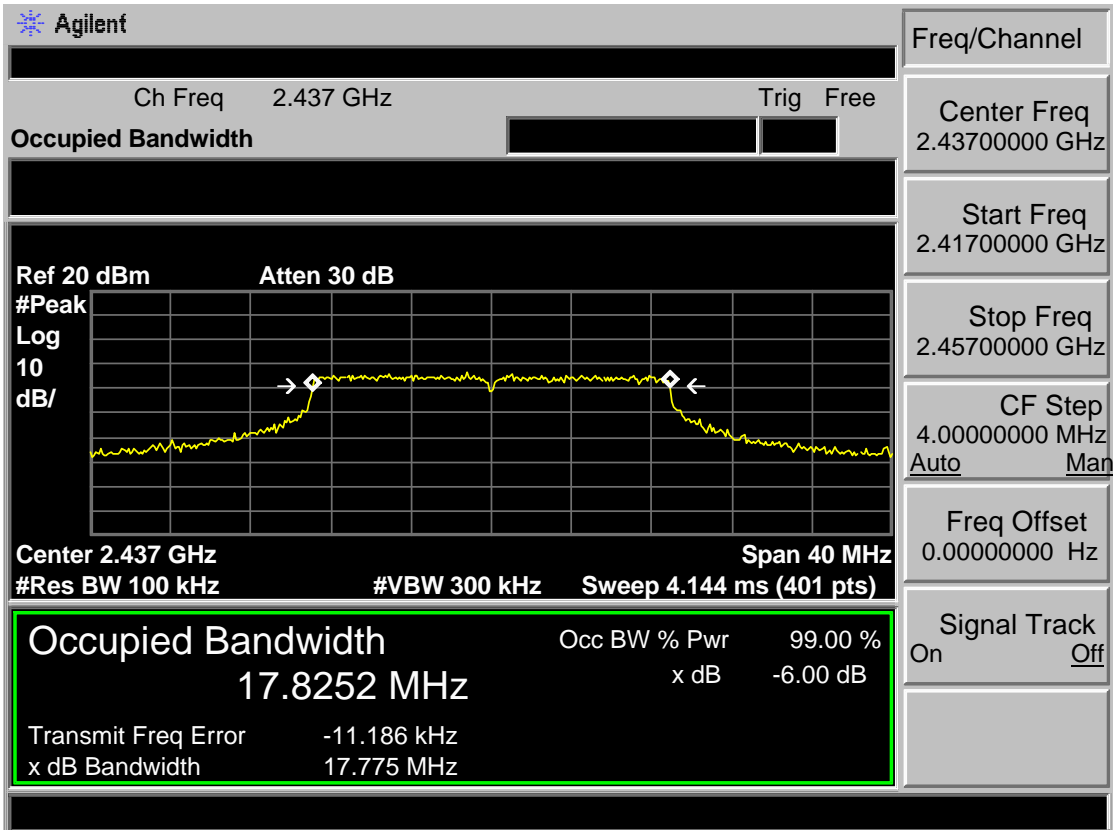 Agilent
Freq/Channel
Ch Freq 2.437 GHz Trig Free
Occupied Bandwidth
Center Freq
2.43700000 GHz
Start Freq
2.41700000 GHz
Stop Freq
2.45700000 GHz
CF Step
4.00000000 MHz
Auto Man
Freq Offset
0.00000000 Hz
Signal Track
On Off
Ref 20 dBm Atten 30 dB
#Peak
Log
10
dB/
Center 2.437 GHz Span 40 MHz
#Res BW 100 kHz #VBW 300 kHz Sweep 4.144 ms (401 pts)
Occupied Bandwidth Occ BW % Pwr 99.00 %
17.8252 MHz x dB -6.00 dB
Transmit Freq Error -11.186 kHz
x dB Bandwidth 17.775 MHz